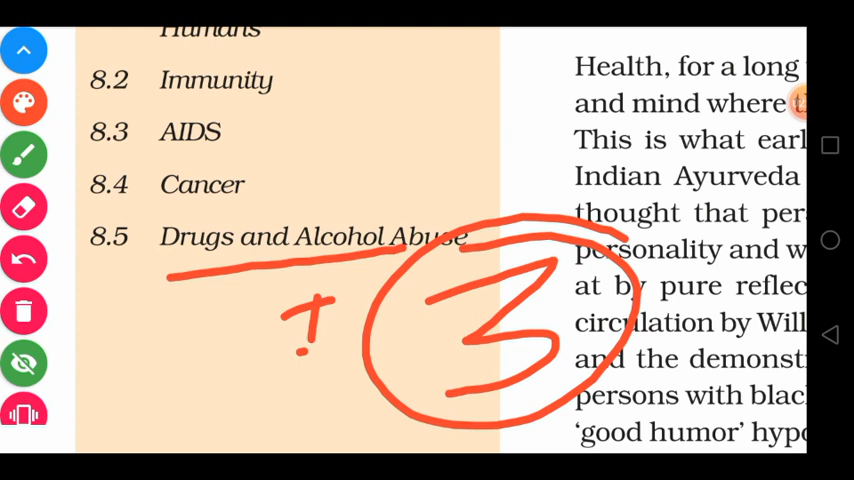 Humans
8.2 Immunity
8.3 AIDS
8.4 Cancer
8.5 Drugs and Alcohol Abuse
3
Health, for a long
and mind where
This is what earl
Indian Ayurveda
thought that per
personality and w
at by pure reflec
circulation by Will
and the demonst
persons with blac
‘good humor’ hyp